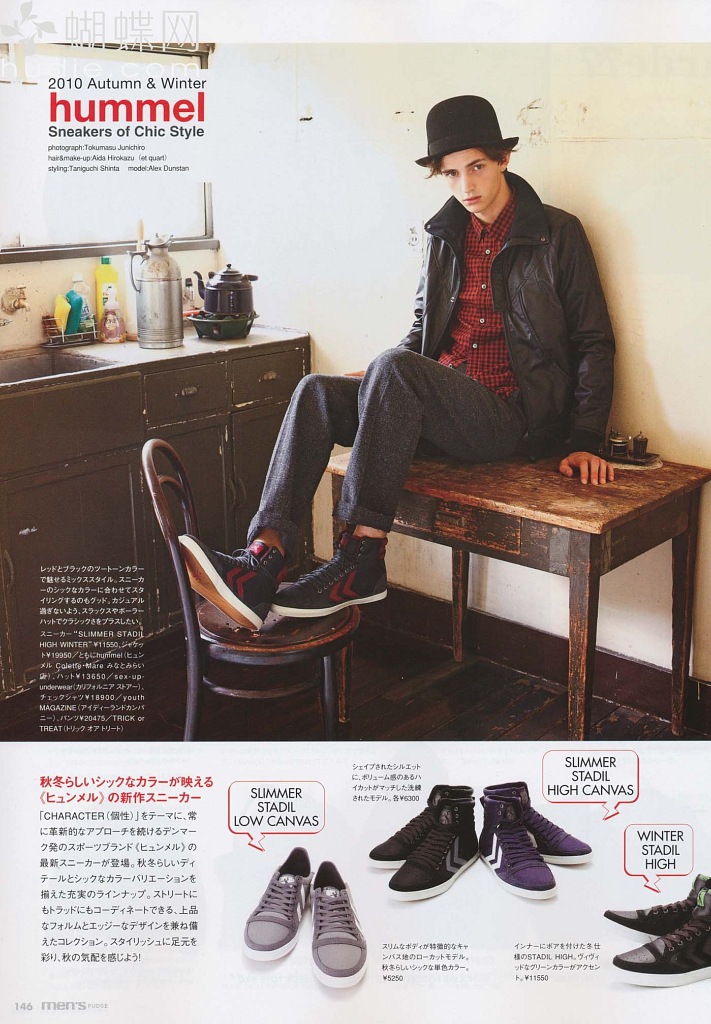 蝴蝶网
hudie.com
2010 Autumn & Winter
hummel
Sneakers of Chic Style
photograph:Tokumasu Junichiro
hair&make-up:Aida Hirokazu (et quart)
styling:Taniguchi Shinta model:Alex Dunstan
レッドとブラックのツートーンカラー
で魅せるミックススタイル。スニーカ
ーのシックなカラーに合わせてスタ
イリングするのもグッド。カジュアル
過ぎないよう、スラックスやボーラー
ハットでクラシックさをプラスしたい。
スニーカー“SLIMMER STADIL
HIGH WINTER”¥11550、ジャケッ
ト¥19950／ともにhummel(ヒュン
メル Colette・Mare みなとみらい
店)、ハット¥13650／sex-up-
underwear(カリフォルニア ストアー)、
チェックシャツ¥18900／youth
MAGAZINE(アイディーランドカンパ
ニー)、パンツ¥20475／TRICK or
TREAT(トリック オア トリート)
秋冬らしいシックなカラーが映える
《ヒュンメル》の新作スニーカー
「CHARACTER(個性)」をテーマに、常
に革新的なアプローチを続けるデンマー
ク発のスポーツブランド《ヒュンメル》の
最新スニーカーが登場。秋冬らしいディ
テールとシックなカラーバリエーションを
揃えた充実のラインナップ。ストリートに
もトラッドにもコーディネートできる、上品
なフォルムとエッジーなデザインを兼ね備
えたコレクション。スタイリッシュに足元を
彩り、秋の気配を感じよう!
SLIMMER
STADIL
LOW CANVAS
シェイプされたシルエット
に、ボリューム感のあるハ
イカットがマッチした洗練
されたモデル。各¥6300
SLIMMER
STADIL
HIGH CANVAS
WINTER
STADIL
HIGH
スリムなボディが特徴的なキャ
ンバス地のローカットモデル。
秋冬らしいシックな単色カラー。
¥5250
インナーにボアを付けた冬仕
様のSTADIL HIGH。ヴィヴィ
ッドなグリーンカラーがアクセン
ト。¥11550
146 men's FUDGE